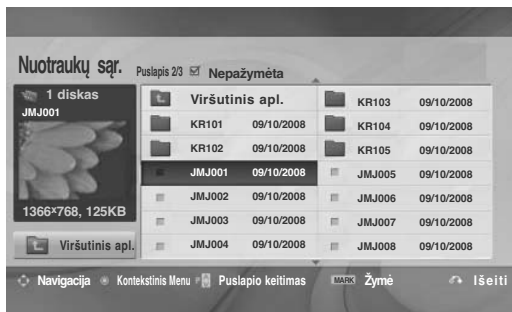 Nuotraukų sąr. Puslapis 2/3 Nepažymėta
1 diskas
JMJ001
1366x768, 125KB
Viršutinis apl.
Viršutinis apl.
KR101 09/10/2008
KR102 09/10/2008
JMJ001 09/10/2008
JMJ002 09/10/2008
JMJ003 09/10/2008
JMJ004 09/10/2008
KR103 09/10/2008
KR104 09/10/2008
KR105 09/10/2008
JMJ005 09/10/2008
JMJ006 09/10/2008
JMJ007 09/10/2008
JMJ008 09/10/2008
Navigacija Kontekstinis Menu P Puslapio keitimas MARK Žymė Išeiti